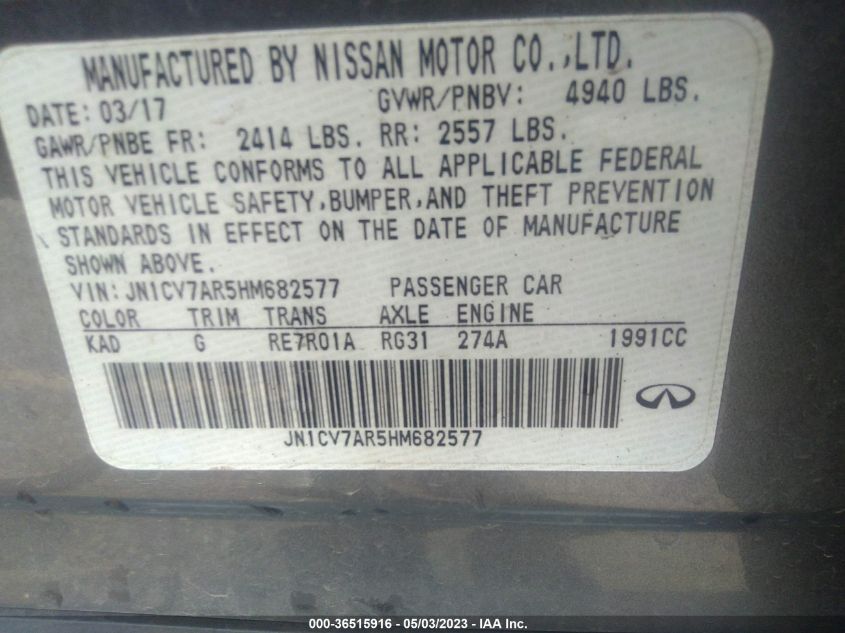 MANUFACTURED BY NISSAN MOTOR CO.,LTD.
DATE: 03/17 GVWR/PNBV: 4940 LBS.
GAWR/PNBE FR: 2414 LBS. RR: 2557 LBS.
THIS VEHICLE CONFORMS TO ALL APPLICABLE FEDERAL
MOTOR VEHICLE SAFETY,BUMPER,AND THEFT PREVENTION
STANDARDS IN EFFECT ON THE DATE OF MANUFACTURE
SHOWN ABOVE.
VIN: JN1CV7AR5HM682577 PASSENGER CAR
COLOR TRIM TRANS AXLE ENGINE
KAD G RE7R01A RG31 274A 1991CC
JN1CV7AR5HM682577
000-36515916 - 05/03/2023 - IAA Inc.